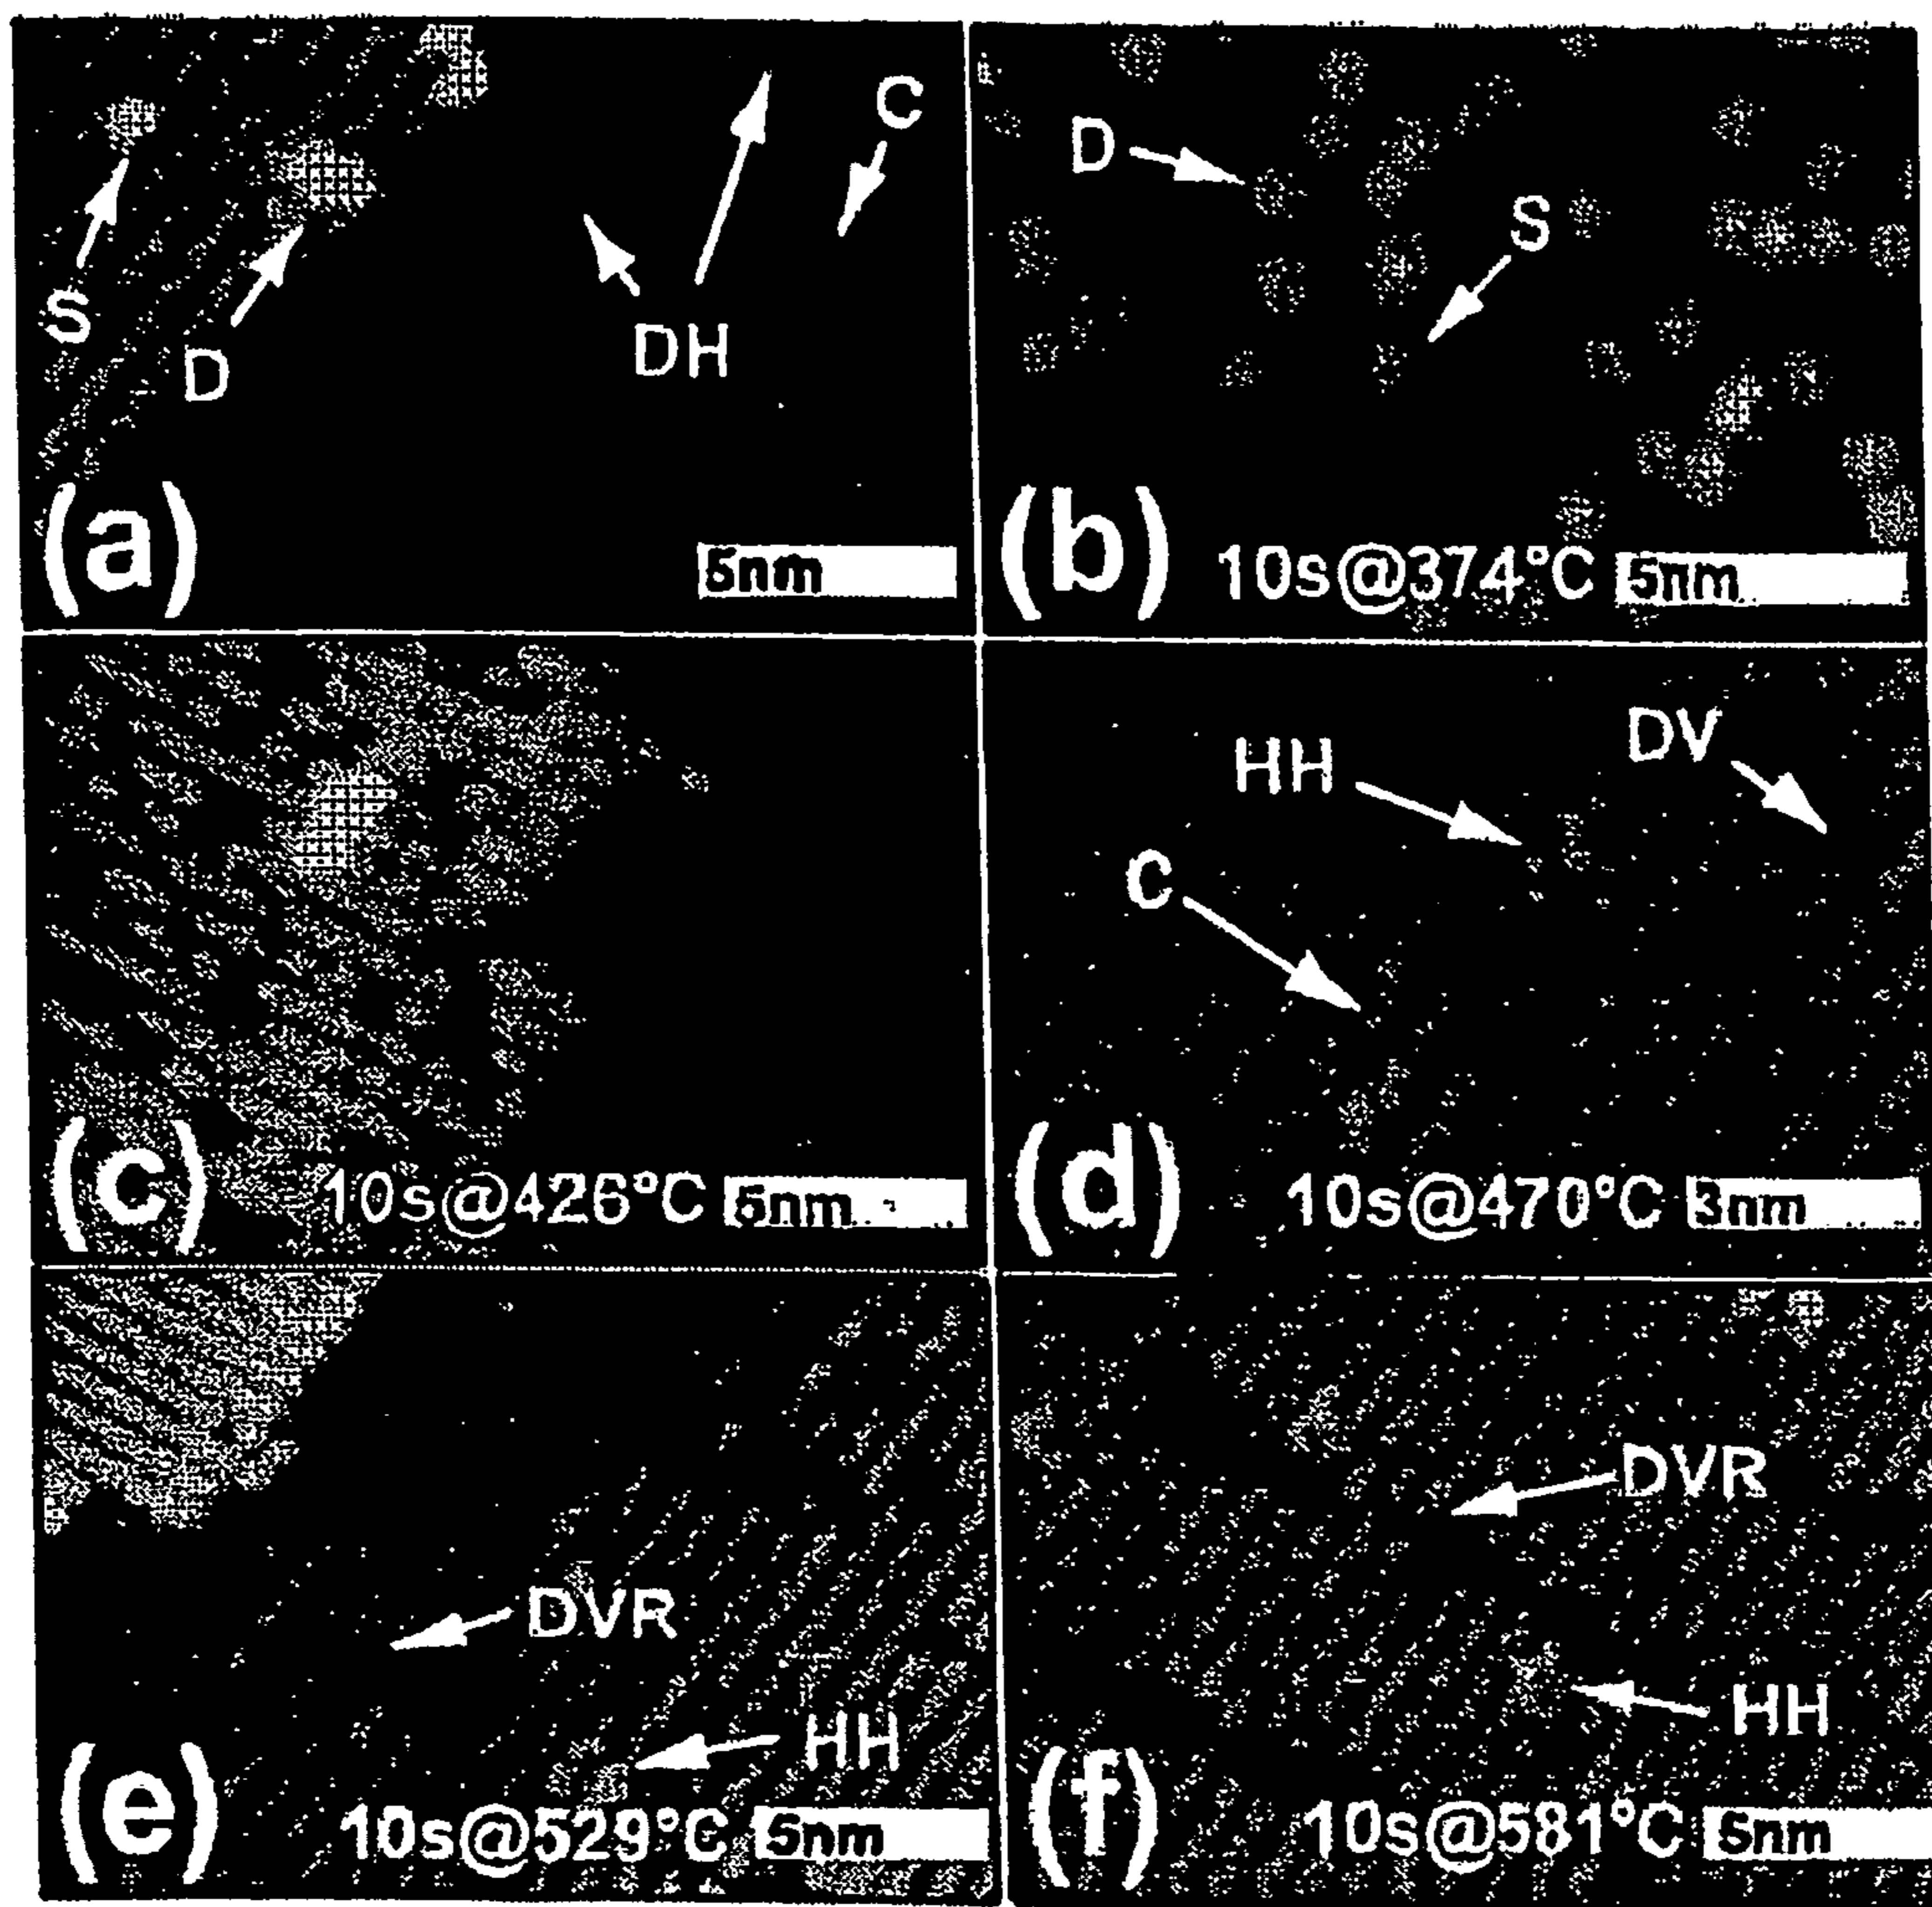 S
D
DH
C
(a)
5nm
D
S
(b)
10s@374°C 5nm
(c)
10s@426°C 5nm
HH
DV
C
(d)
10s@470°C 3nm
DVR
HH
(e)
10s@529°C 5nm
DVR
HH
(f)
10s@581°C 5nm